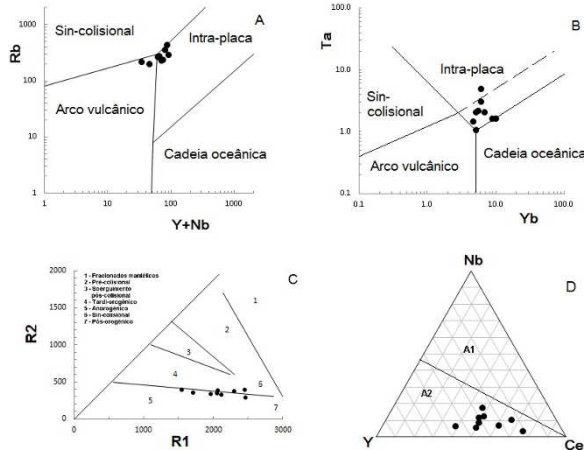 A
Rb
1000
100
10
1
Sin-colisional
Intra-placa
Arco vulcânico
Cadeia oceânica
1
10
100
1000
Y+Nb
B
Ta
100.0
10.0
1.0
0.1
Intra-placa
Sin-
colisional
Arco vulcânico
Cadeia oceânica
0.1
1.0
10.0
100.0
Yb
C
R2
2000
1500
1000
500
0
1 - Fracionados mantélicos
2 - Pré-colisional
3 - Soerguimento
pós-colisional
4 - Tardi-orogênico
5 - Anorogênico
6 - Sin-colisional
7 - Pós-orogênico
1
2
3
4
5
6
7
0
1000
2000
3000
R1
D
Nb
A1
A2
Y
Ce